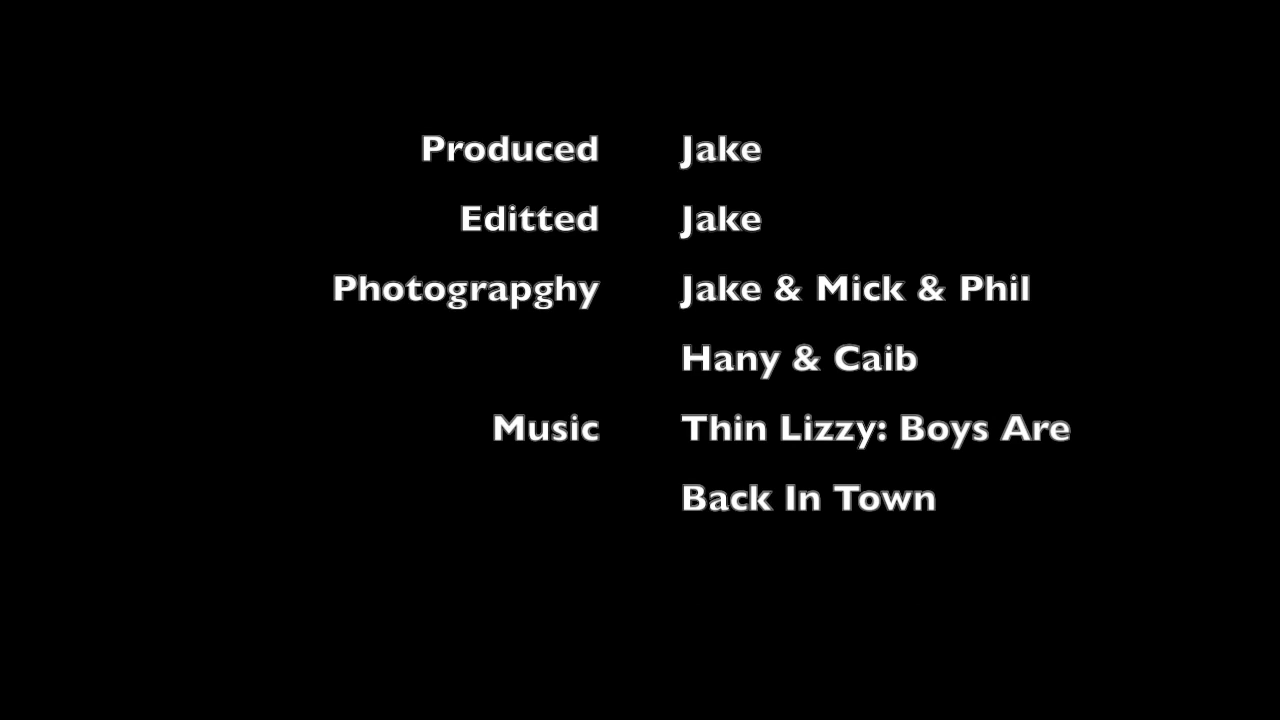 Produced Jake
Editted Jake
Photograpghy Jake & Mick & Phil
Hany & Caib
Music Thin Lizzy: Boys Are
Back In Town